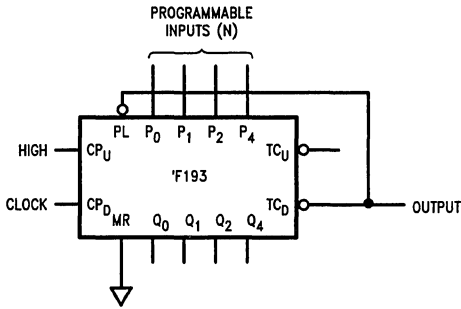 PROGRAMMABLE
INPUTS (N)
PL P0 P1 P2 P4
HIGH CPU TCU
'F193
CLOCK CPD TCD OUTPUT
MR Q0 Q1 Q2 Q4